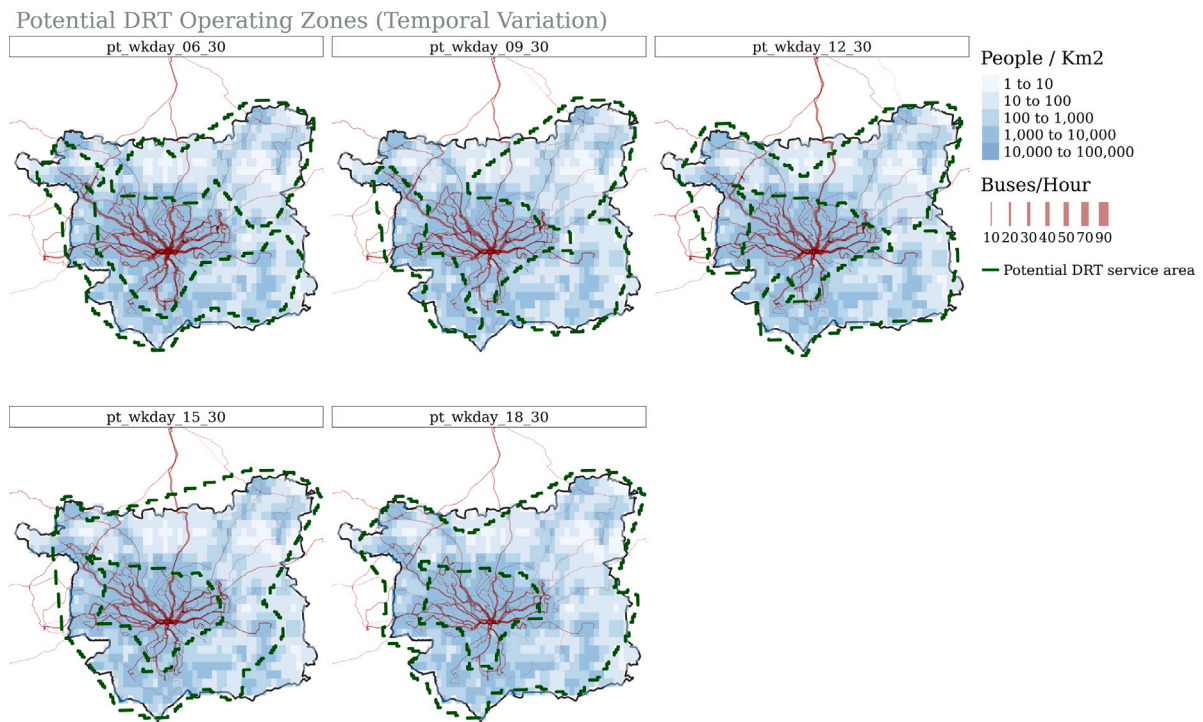 Potential DRT Operating Zones (Temporal Variation)
pt_wkday_06_30
pt_wkday_09_30
pt_wkday_12_30
People / Km2
1 to 10
10 to 100
100 to 1,000
1,000 to 10,000
10,000 to 100,000
Buses/Hour
10 20 30 40 50 70 90
Potential DRT service area
pt_wkday_15_30
pt_wkday_18_30